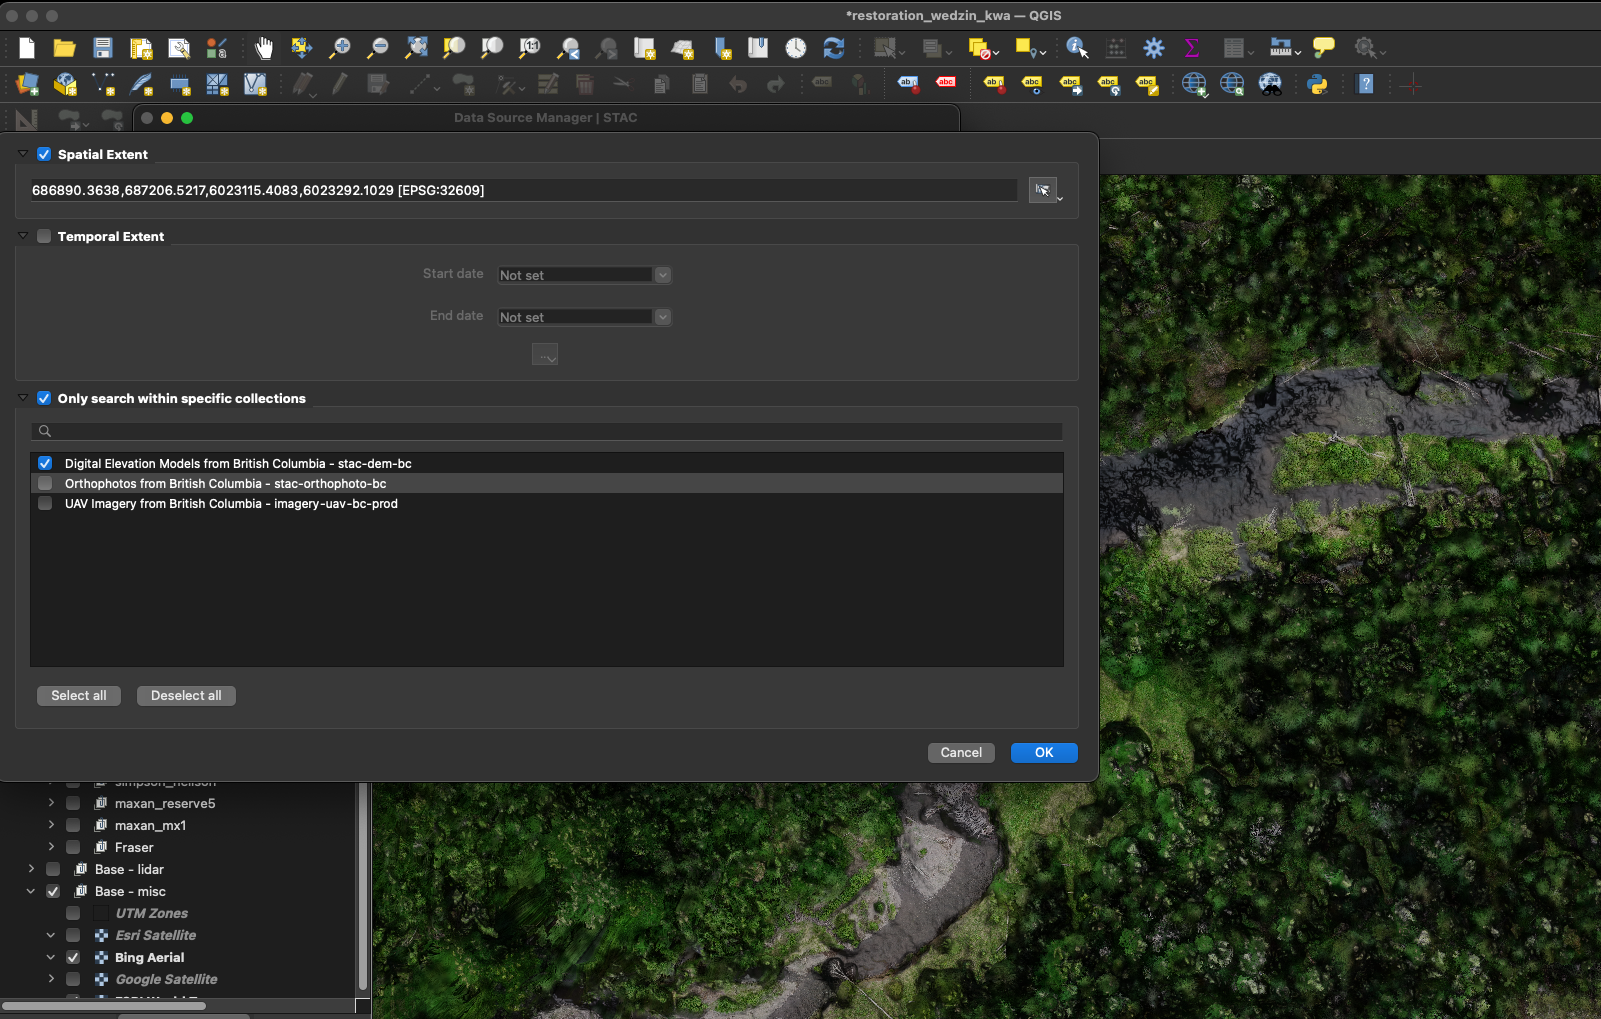 *restoration_wedzin_kwa — QGIS
Data Source Manager | STAC
Spatial Extent
686890.3638,687206.5217,6023115.4083,6023292.1029 [EPSG:32609]
Temporal Extent
Start date Not set
End date Not set
...
Only search within specific collections
Digital Elevation Models from British Columbia - stac-dem-bc
Orthophotos from British Columbia - stac-orthophoto-bc
UAV Imagery from British Columbia - imagery-uav-bc-prod
Select all Deselect all
Cancel OK
simpson_neilson
maxan_reserve5
maxan_mx1
Fraser
Base - lidar
Base - misc
UTM Zones
Esri Satellite
Bing Aerial
Google Satellite